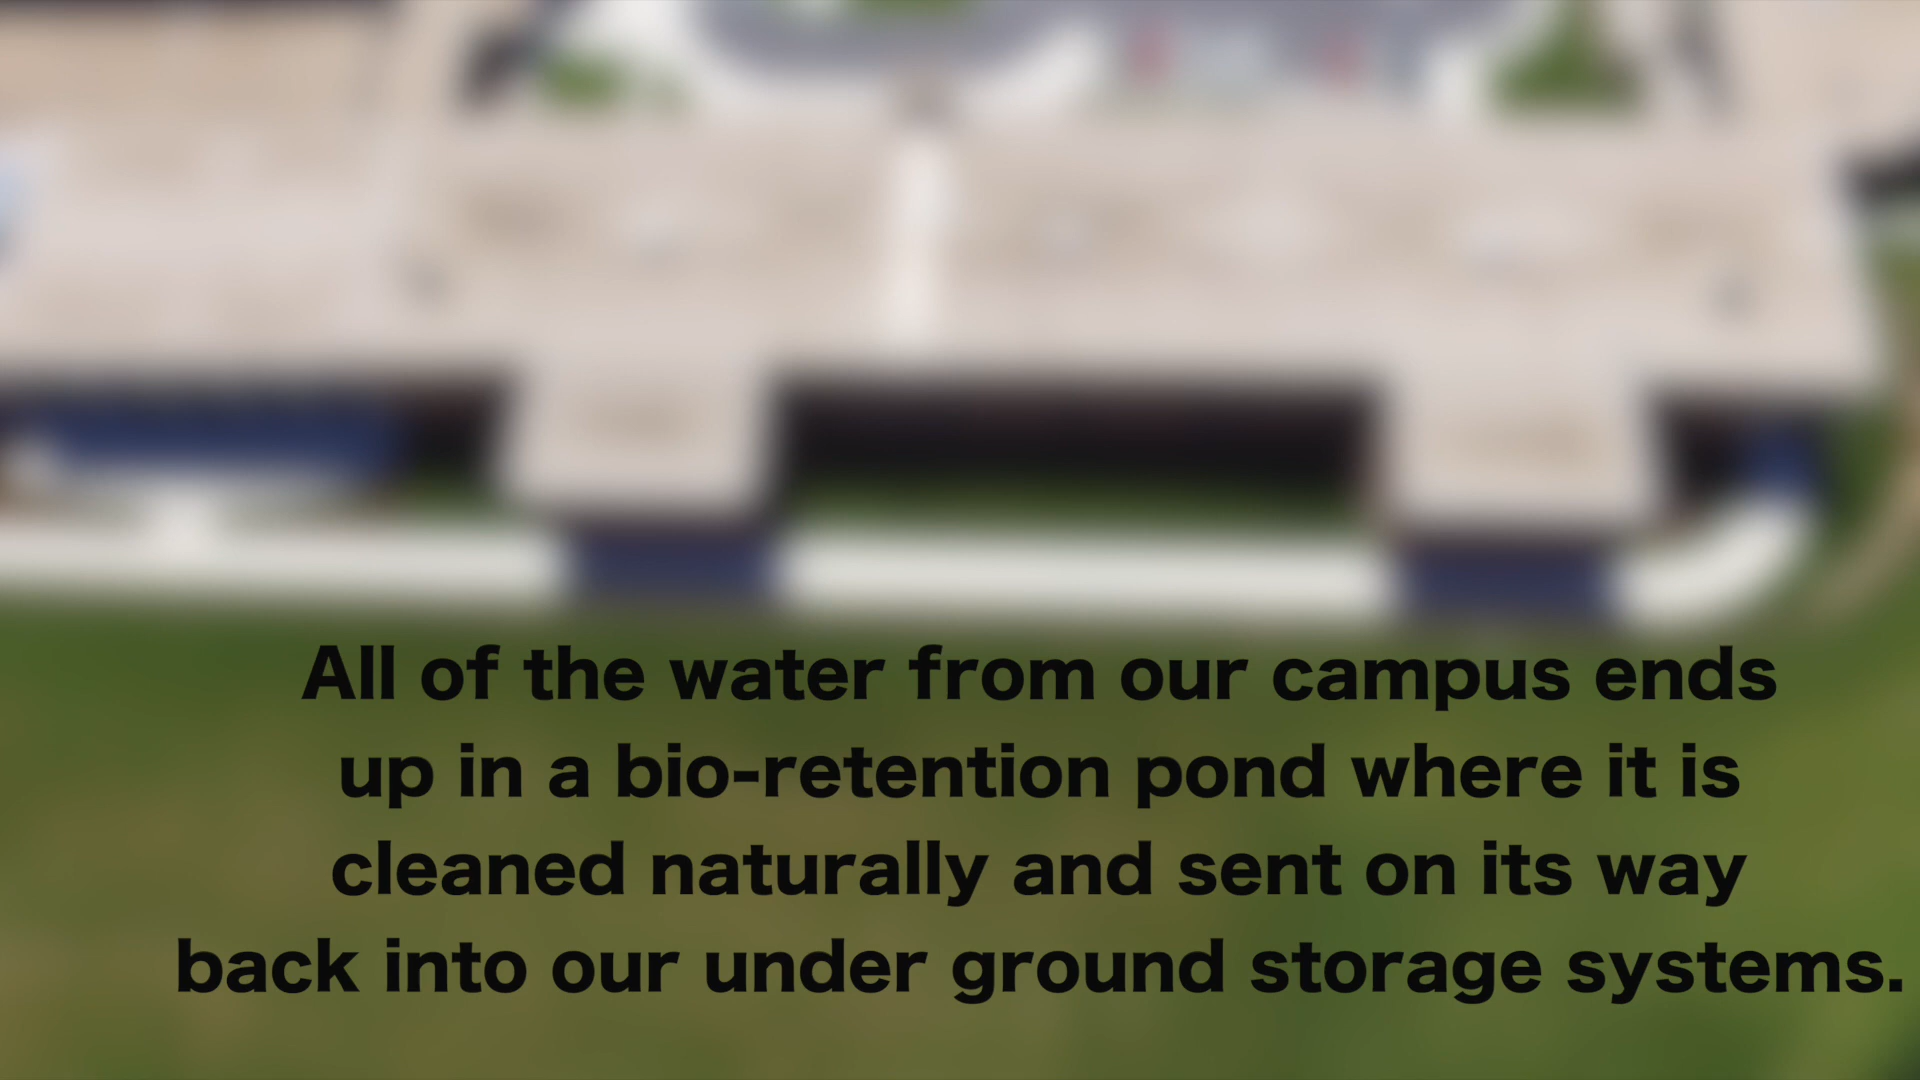 All of the water from our campus ends
up in a bio-retention pond where it is
cleaned naturally and sent on its way
back into our under ground storage systems.